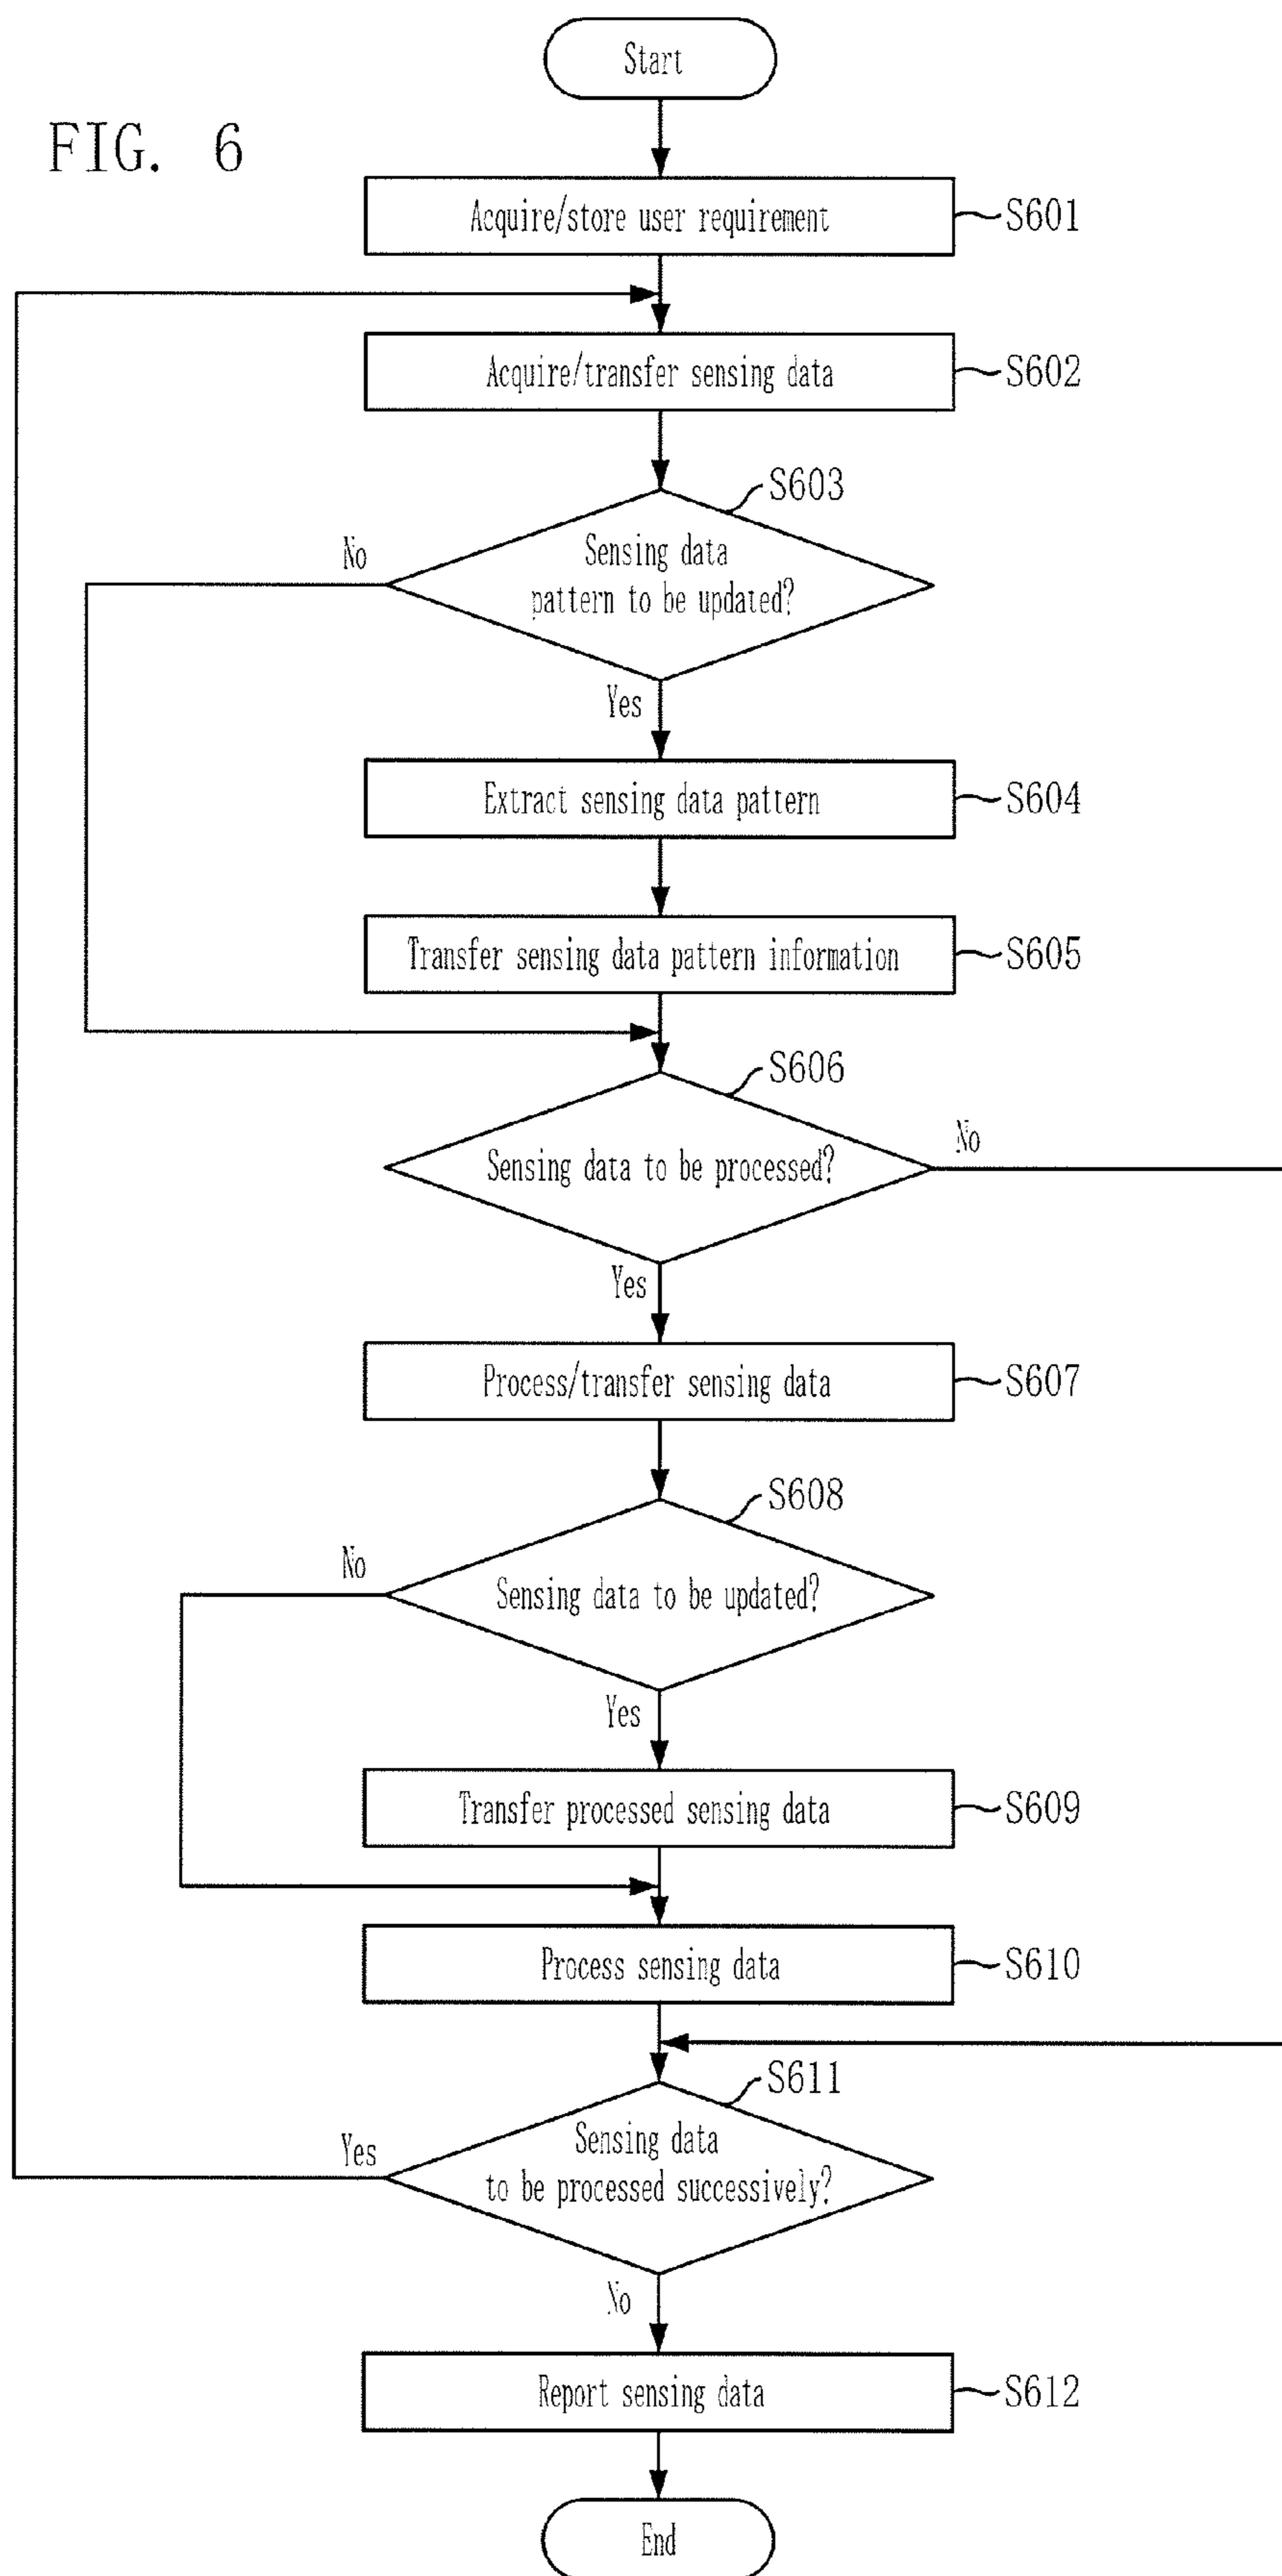 Start
FIG. 6
Acquire/store user requirement
S601
Acquire/transfer sensing data
S602
S603
No
Sensing data
pattern to be updated?
Yes
Extract sensing data pattern
S604
Transfer sensing data pattern information
S605
S606
Sensing data to be processed?
No
Yes
Process/transfer sensing data
S607
S608
No
Sensing data to be updated?
Yes
Transfer processed sensing data
S609
Process sensing data
S610
S611
Yes
Sensing data
to be processed successively?
No
Report sensing data
S612
End